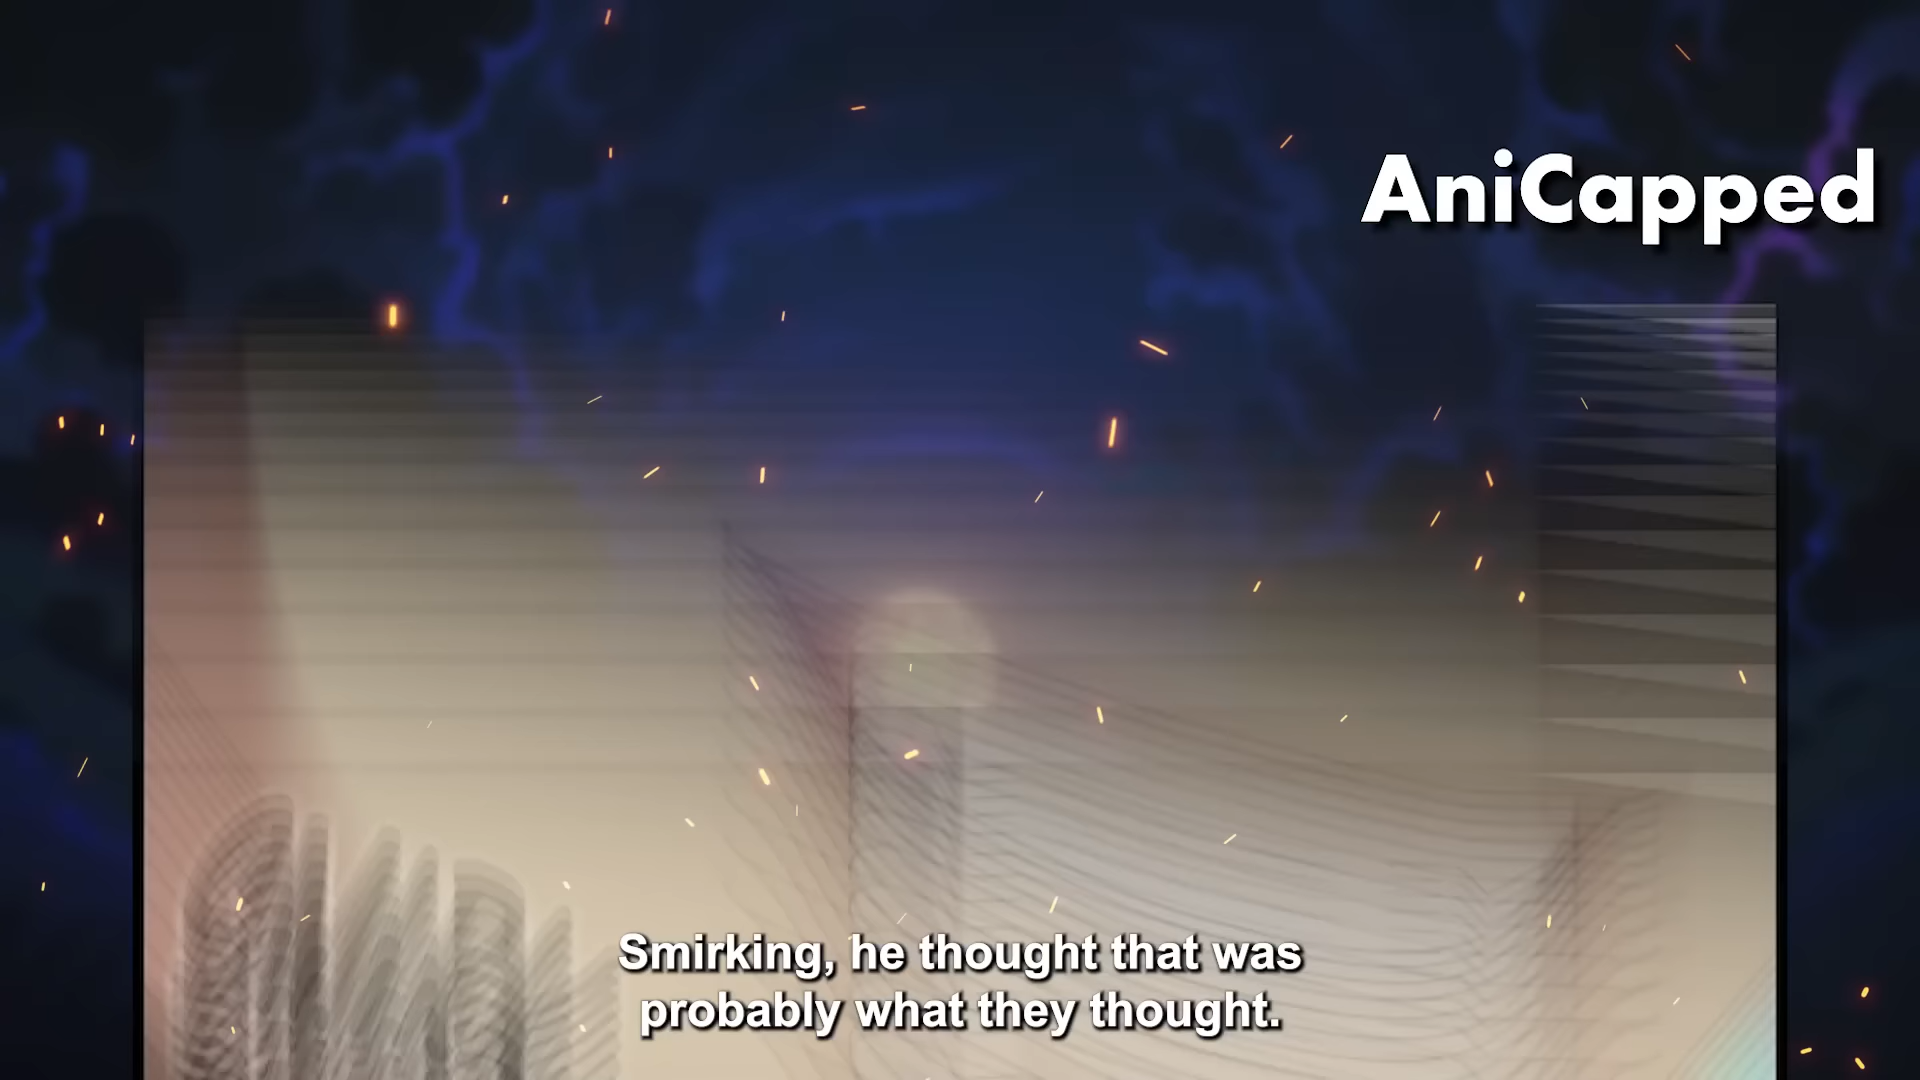 AniCapped
Smirking, he thought that was
probably what they thought.